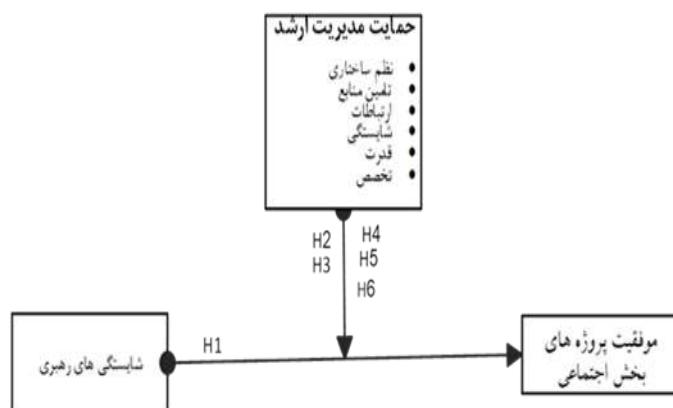 حمایت مدیریت ارشد
• نظم ساختاری
• تامین منابع
• ارتباطات
• شایستگی
• قدرت
• تخصص
H2 H4
H3 H5
H6
H1
شایستگی های رهبری
موفقیت پروژه های
بخش اجتماعی